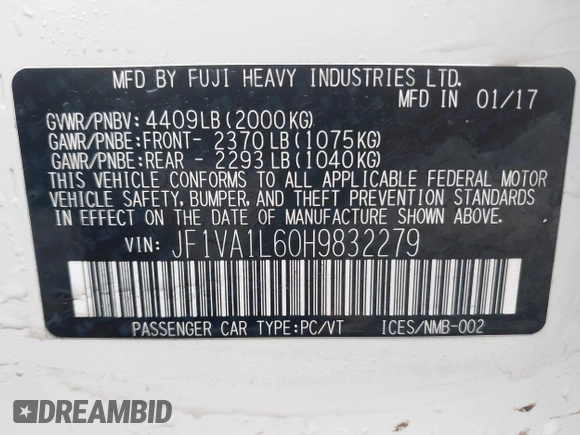 MFD BY FUJI HEAVY INDUSTRIES LTD.
MFD IN 01/17
GVWR/PNBV: 4409LB(2000KG)
GAWR/PNBE:FRONT- 2370LB(1075KG)
GAWR/PNBE:REAR - 2293LB(1040KG)
THIS VEHICLE CONFORMS TO ALL APPLICABLE FEDERAL MOTOR
VEHICLE SAFETY, BUMPER, AND THEFT PREVENTION STANDARDS
IN EFFECT ON THE DATE OF MANUFACTURE SHOWN ABOVE.
VIN: JF1VA1L60H9832279
PASSENGER CAR TYPE:PC/VT ICES/NMB-002
DREAMBID